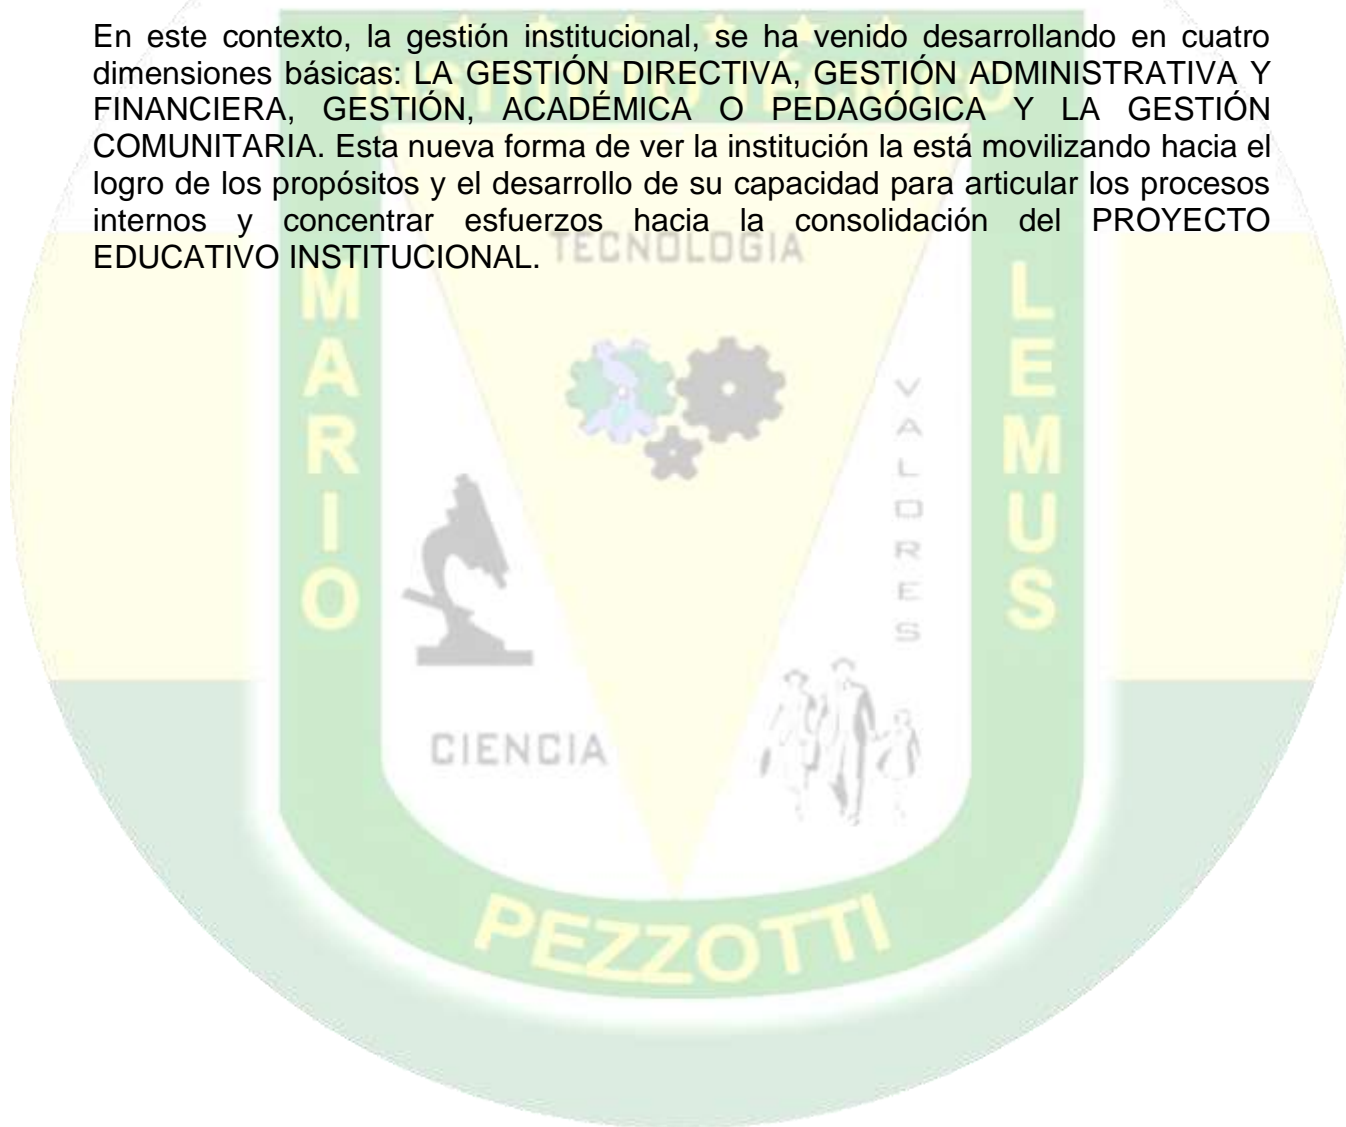 En este contexto, la gestión institucional, se ha venido desarrollando en cuatro
dimensiones básicas: LA GESTIÓN DIRECTIVA, GESTIÓN ADMINISTRATIVA Y
FINANCIERA, GESTIÓN, ACADÉMICA O PEDAGÓGICA Y LA GESTIÓN
COMUNITARIA. Esta nueva forma de ver la institución la está movilizando hacia el
logro de los propósitos y el desarrollo de su capacidad para articular los procesos
internos y concentrar esfuerzos hacia la consolidación del PROYECTO
EDUCATIVO INSTITUCIONAL.
INSTITUTO TÉCNICO
TECNOLOGIA
MARIO
LEMUS
VALORES
CIENCIA
PEZZOTTI